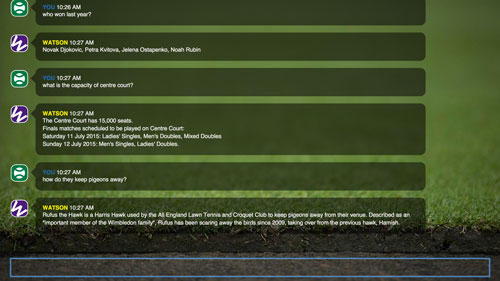 YOU 10:26 AM
who won last year?
WATSON 10:27 AM
Novak Djokovic, Petra Kvitova, Jelena Ostapenko, Noah Rubin
YOU 10:27 AM
what is the capacity of centre court?
WATSON 10:27 AM
The Centre Court has 15,000 seats.
Finals matches scheduled to be played on Centre Court:
Saturday 11 July 2015: Ladies' Singles, Men's Doubles, Mixed Doubles
Sunday 12 July 2015: Men's Singles, Ladies' Doubles.
YOU 10:27 AM
how do they keep pigeons away?
WATSON 10:27 AM
Rufus the Hawk is a Harris Hawk used by the All England Lawn Tennis and Croquet Club to keep pigeons away from their venue. Described as an
"important member of the Wimbledon family", Rufus has been scaring away the birds since 2009, taking over from the previous hawk, Hamish.